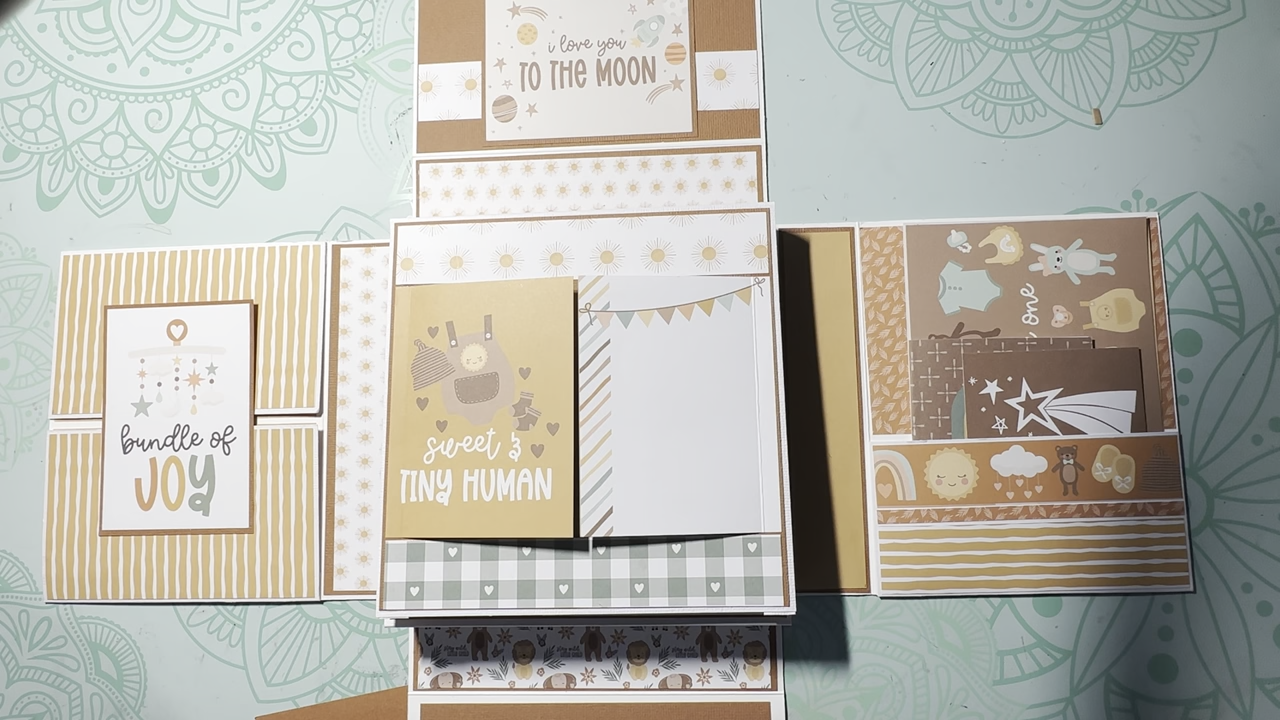 i love you
TO THE MOON
bundle of
JOY
sweet &
TINY HUMAN
one